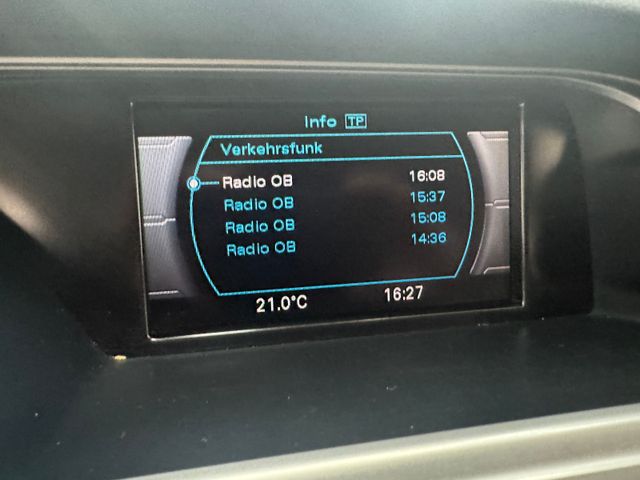 Info TP
Verkehrsfunk
Radio OB 16:08
Radio OB 15:37
Radio OB 15:08
Radio OB 14:36
21.0°C 16:27